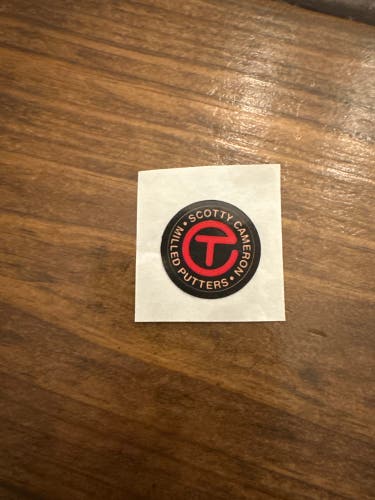 • SCOTTY CAMERON •
MILLED PUTTERS
T